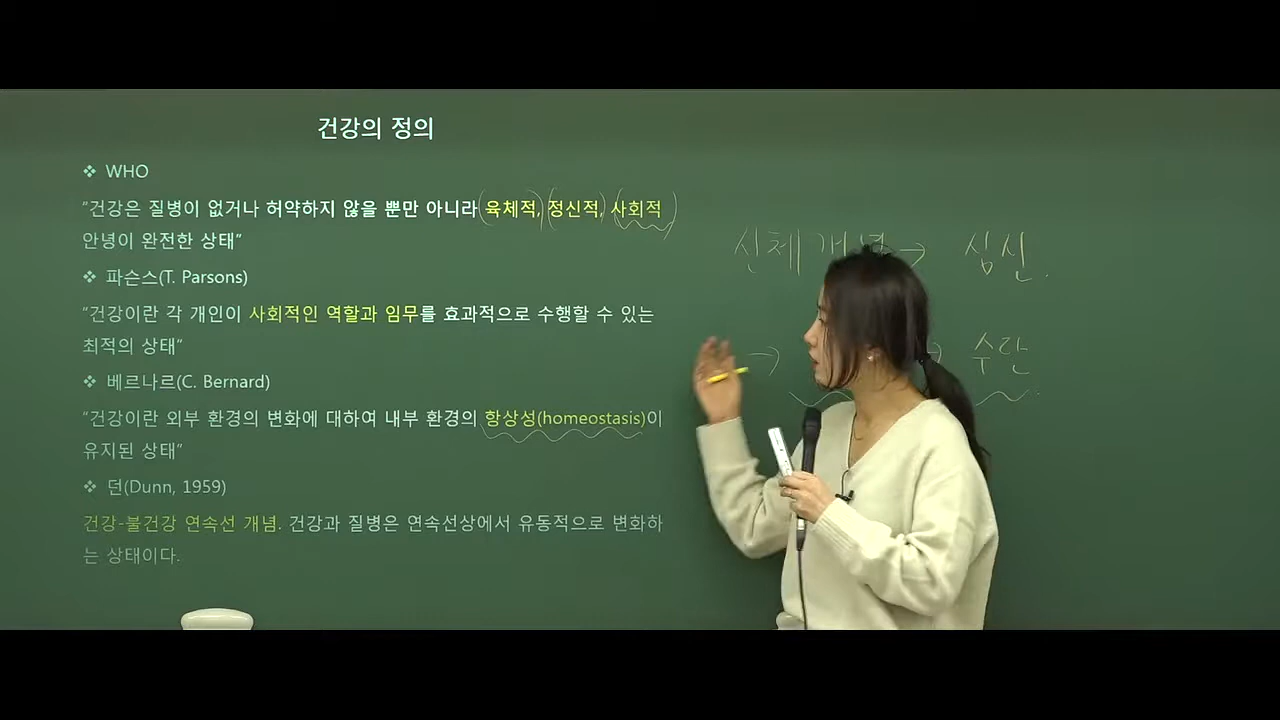 건강의 정의
❖ WHO
"건강은 질병이 없거나 허약하지 않을 뿐만 아니라 육체적, 정신적, 사회적
안녕이 완전한 상태"
❖ 파슨스(T. Parsons)
"건강이란 각 개인이 사회적인 역할과 임무를 효과적으로 수행할 수 있는
최적의 상태"
❖ 베르나르(C. Bernard)
"건강이란 외부 환경의 변화에 대하여 내부 환경의 항상성(homeostasis)이
유지된 상태"
❖ 던(Dunn, 1959)
건강-불건강 연속선 개념. 건강과 질병은 연속선상에서 유동적으로 변화하
는 상태이다.
신체 개념 → 심신
→ → 수단